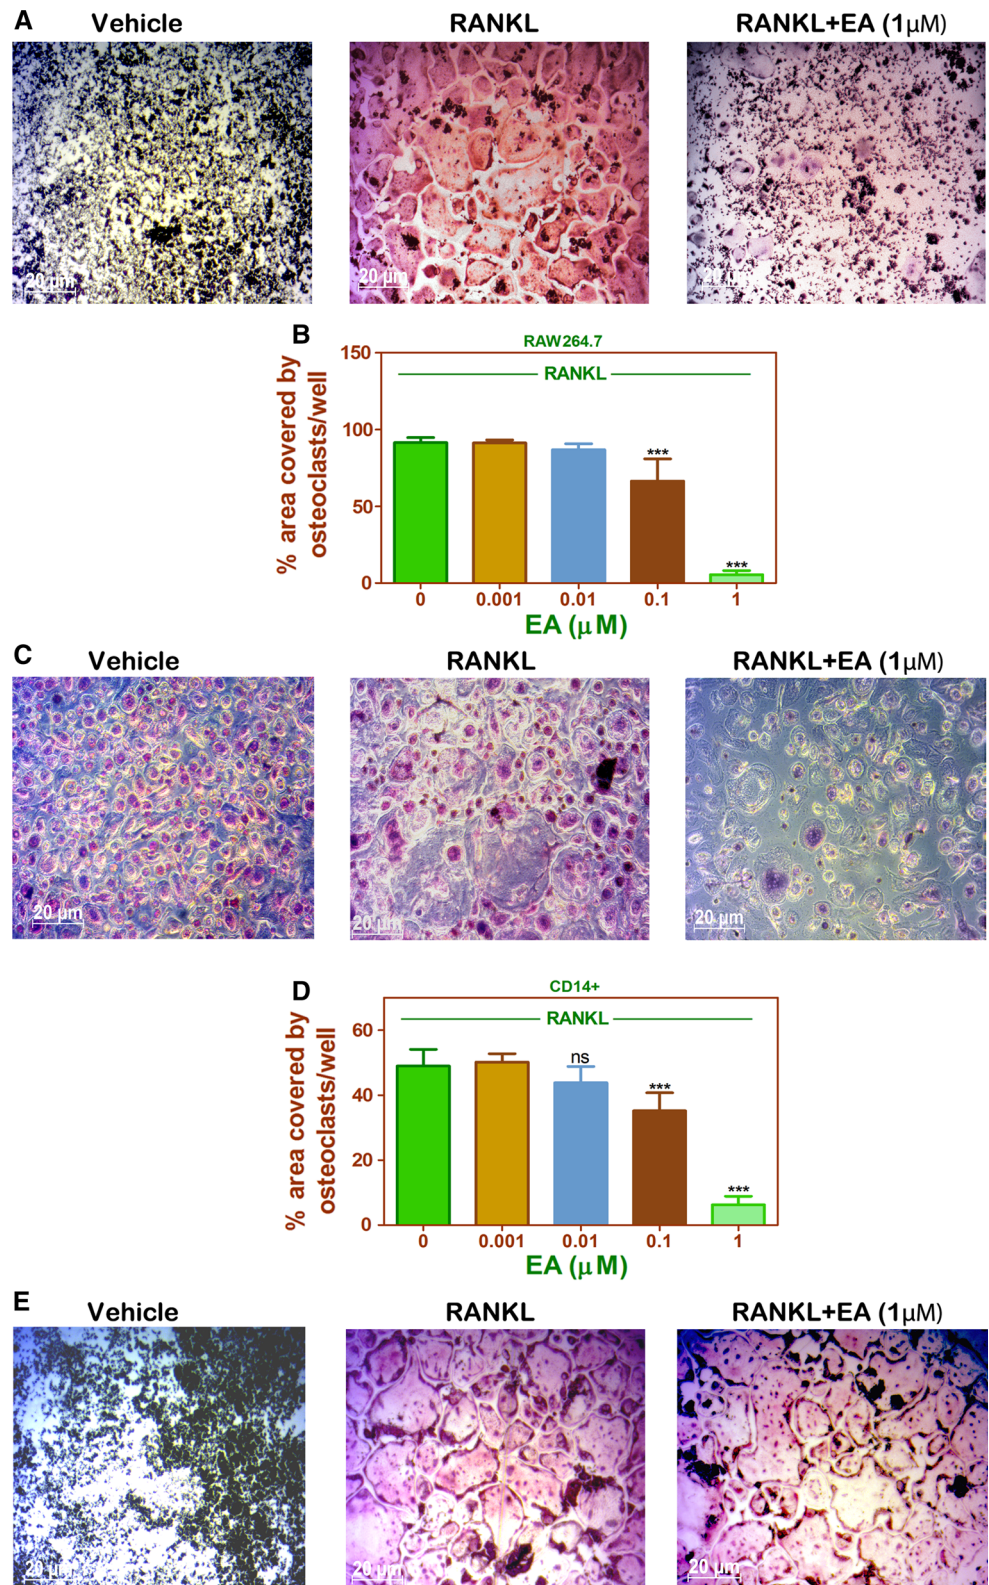 A
Vehicle
RANKL
RANKL+EA (1μM)
20 μm
20 μm
20 μm
B
RAW264.7
RANKL
% area covered by
osteoclasts/well
150
100
50
0
***
***
0 0.001 0.01 0.1 1
EA (μM)
C
Vehicle
RANKL
RANKL+EA (1μM)
20 μm
20 μm
20 μm
D
CD14+
RANKL
% area covered by
osteoclasts/well
60
40
20
0
ns
***
***
0 0.001 0.01 0.1 1
EA (μM)
E
Vehicle
RANKL
RANKL+EA (1μM)
20 μm
20 μm
20 μm